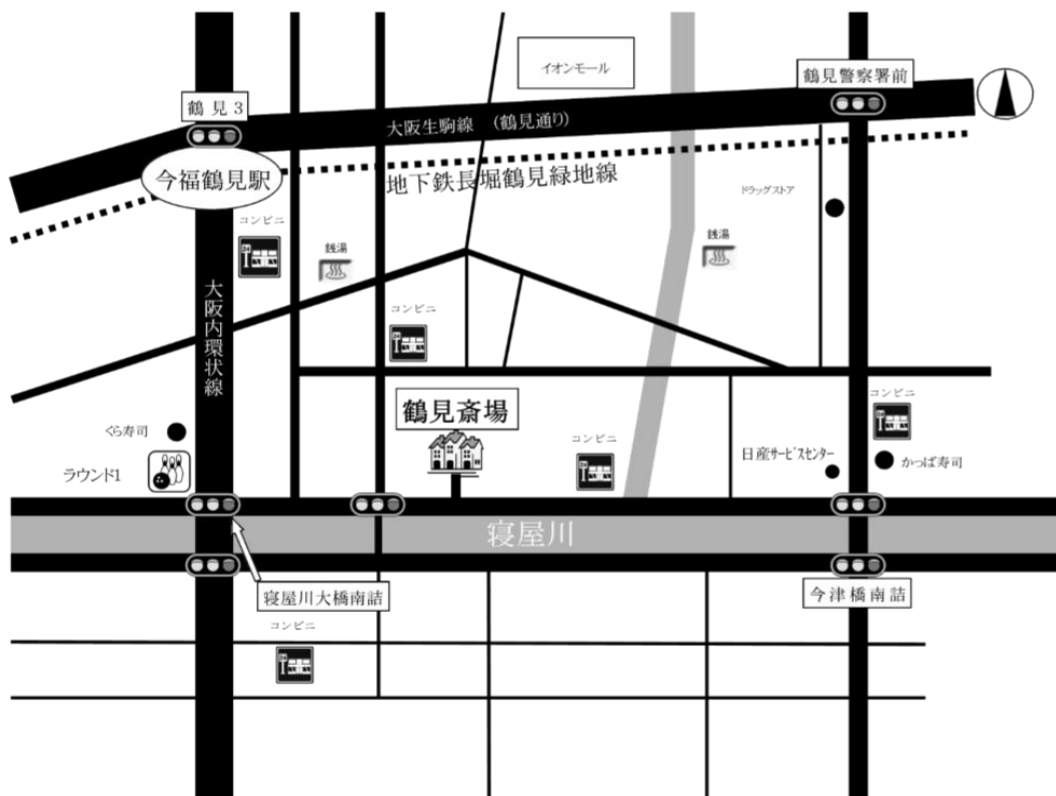 イオンモール
鶴見警察署前
鶴見3
大阪生駒線 (鶴見通り)
今福鶴見駅
地下鉄長堀鶴見緑地線
ドラッグストア
コンビニ
銭湯
銭湯
大阪内環状線
コンビニ
鶴見斎場
コンビニ
くら寿司
コンビニ
日産サービスセンター
かっぱ寿司
ラウンド1
寝屋川
寝屋川大橋南詰
今津橋南詰
コンビニ